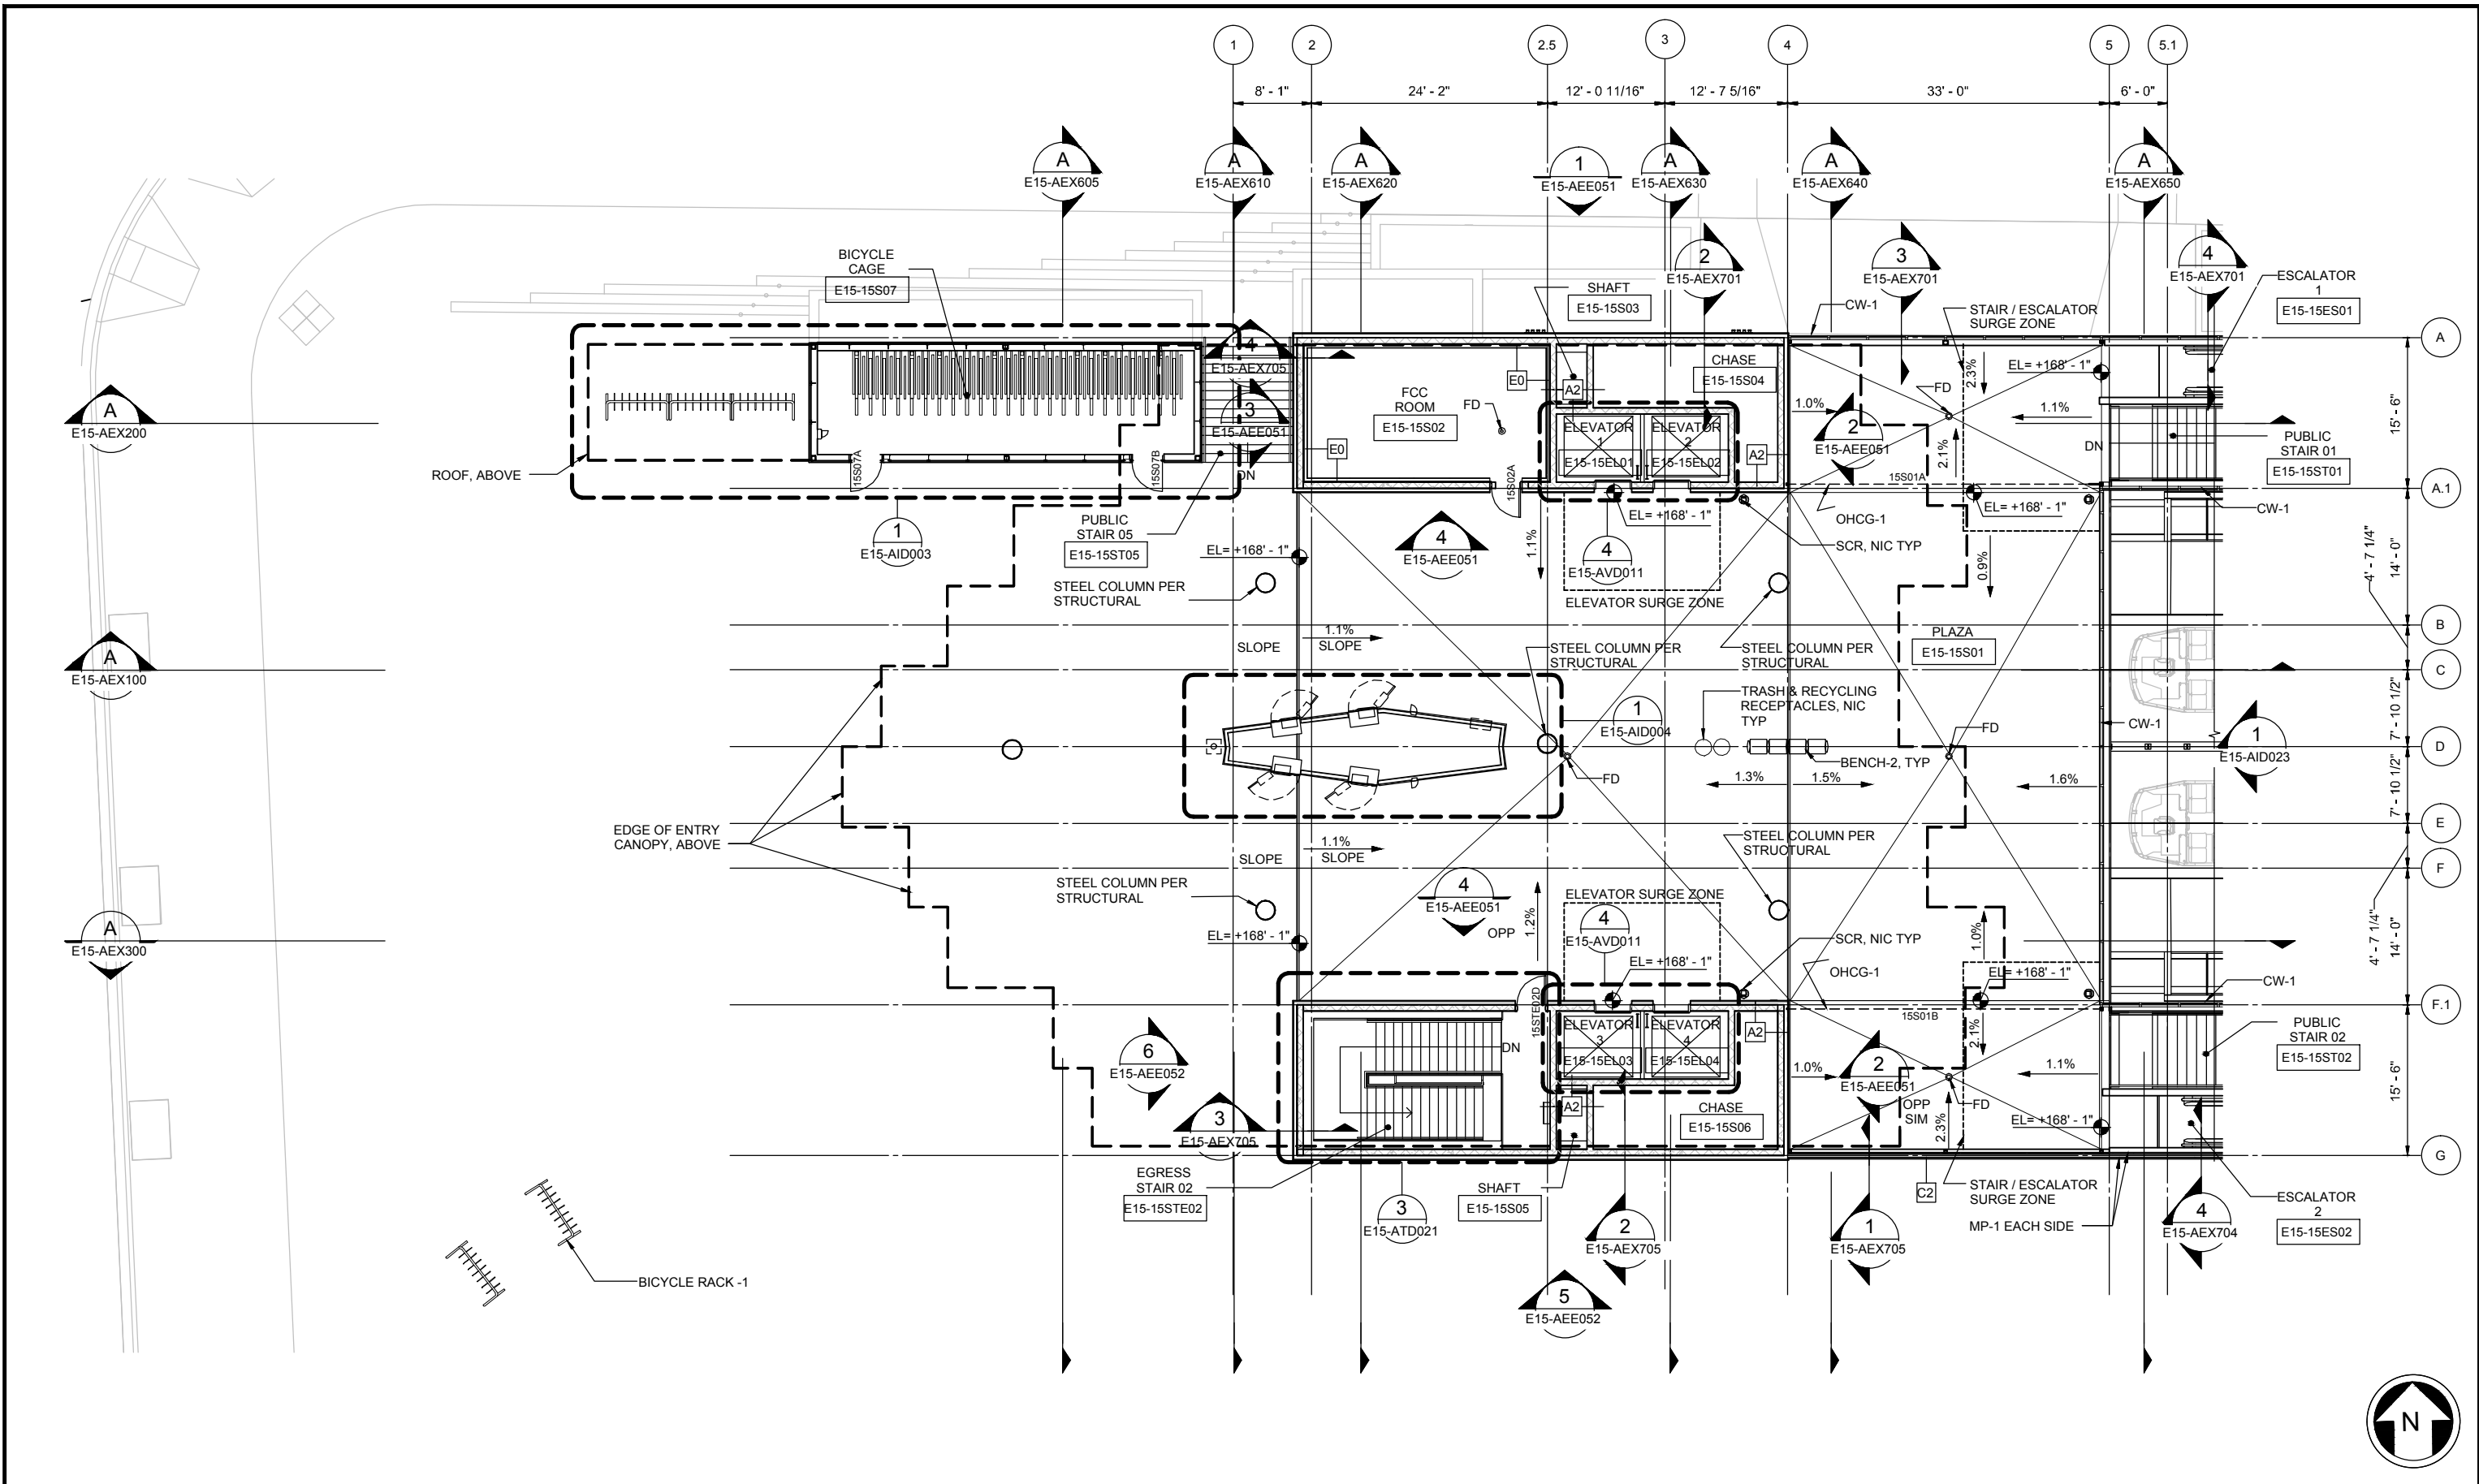 1
2
2.5
3
4
5
5.1
8' - 1"
24' - 2"
12' - 0 11/16"
12' - 7 5/16"
33' - 0"
6' - 0"
A
E15-AEX605
A
E15-AEX610
A
E15-AEX620
1
E15-AEE051
A
E15-AEX630
A
E15-AEX640
A
E15-AEX650
BICYCLE
CAGE
E15-15S07
SHAFT
E15-15S03
2
E15-AEX701
3
E15-AEX701
4
E15-AEX701
CW-1
STAIR / ESCALATOR
SURGE ZONE
ESCALATOR
1
E15-15ES01
A
4
E15-AEX705
3
E15-AEE051
DN
FCC
ROOM
E15-15S02
FD
E0
E0
A2
CHASE
E15-15S04
EL= +168' - 1"
2.3%
FD
1.0%
1.1%
2
E15-AEE051
2.1%
DN
PUBLIC
STAIR 01
E15-15ST01
15' - 6"
A
E15-AEX200
ROOF, ABOVE
15S07A
15S07B
15S02A
ELEVATOR
1
E15-15EL01
ELEVATOR
2
E15-15EL02
A2
15S01A
A.1
CW-1
1
E15-AID003
PUBLIC
STAIR 05
E15-15ST05
EL= +168' - 1"
4
E15-AEE051
1.1%
EL= +168' - 1"
4
E15-AVD011
OHCG-1
SCR, NIC TYP
EL= +168' - 1"
0.9%
4' - 7 1/4"
14' - 0"
STEEL COLUMN PER
STRUCTURAL
ELEVATOR SURGE ZONE
B
1.1%
SLOPE
SLOPE
STEEL COLUMN PER
STRUCTURAL
STEEL COLUMN PER
STRUCTURAL
PLAZA
E15-15S01
A
E15-AEX100
C
1
E15-AID004
TRASH & RECYCLING
RECEPTACLES, NIC
TYP
CW-1
FD
1
E15-AID023
7' - 10 1/2"
D
BENCH-2, TYP
FD
1.3%
1.5%
1.6%
7' - 10 1/2"
EDGE OF ENTRY
CANOPY, ABOVE
E
STEEL COLUMN PER
STRUCTURAL
1.1%
SLOPE
SLOPE
F
STEEL COLUMN PER
STRUCTURAL
4
E15-AEE051
OPP
1.2%
ELEVATOR SURGE ZONE
4
E15-AVD011
SCR, NIC TYP
EL= +168' - 1"
EL= +168' - 1"
OHCG-1
1.0%
EL= +168' - 1"
CW-1
4' - 7 1/4"
14' - 0"
A
E15-AEX300
F.1
15STE02D
ELEVATOR
3
E15-15EL03
ELEVATOR
4
E15-15EL04
A2
15S01B
2.1%
PUBLIC
STAIR 02
E15-15ST02
6
E15-AEE052
DN
1.0%
2
E15-AEE051
OPP
SIM
1.1%
FD
15' - 6"
3
E15-AEX705
A2
CHASE
E15-15S06
2.3%
EL= +168' - 1"
G
EGRESS
STAIR 02
E15-15STE02
3
E15-ATD021
SHAFT
E15-15S05
2
E15-AEX705
1
E15-AEX705
C2
STAIR / ESCALATOR
SURGE ZONE
MP-1 EACH SIDE
4
E15-AEX704
ESCALATOR
2
E15-15ES02
BICYCLE RACK -1
5
E15-AEE052
N